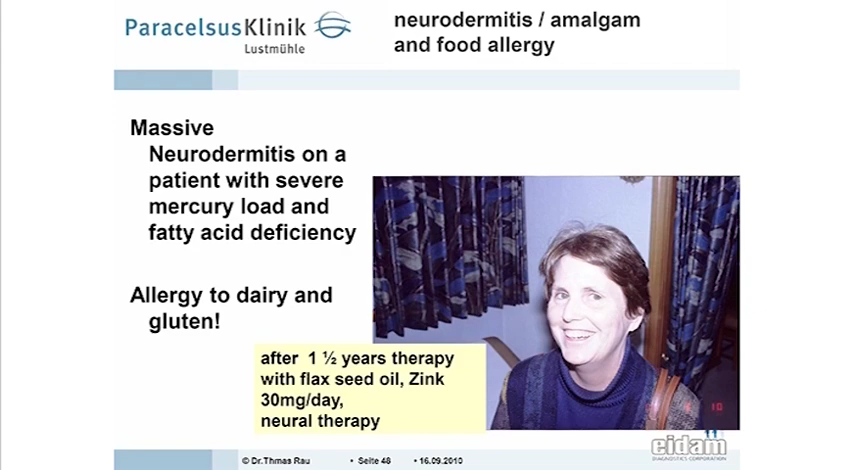 ParacelsusKlinik
Lustmühle
neurodermitis / amalgam
and food allergy
Massive
Neurodermitis on a
patient with severe
mercury load and
fatty acid deficiency
Allergy to dairy and
gluten!
after 1 ½ years therapy
with flax seed oil, Zink
30mg/day,
neural therapy
11
eidam
DIAGNOSTICS CORPORATION
© Dr.Thmas Rau • Seite 48 • 16.09.2010